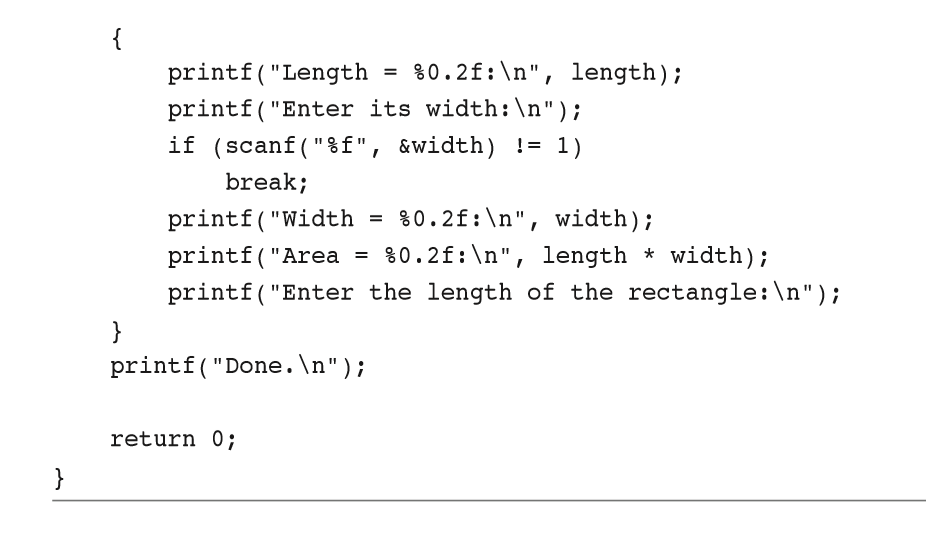 {
printf("Length = %0.2f:\n", length);
printf("Enter its width:\n");
if (scanf("%f", &width) != 1)
break;
printf("Width = %0.2f:\n", width);
printf("Area = %0.2f:\n", length * width);
printf("Enter the length of the rectangle:\n");
}
printf("Done.\n");
return 0;
}